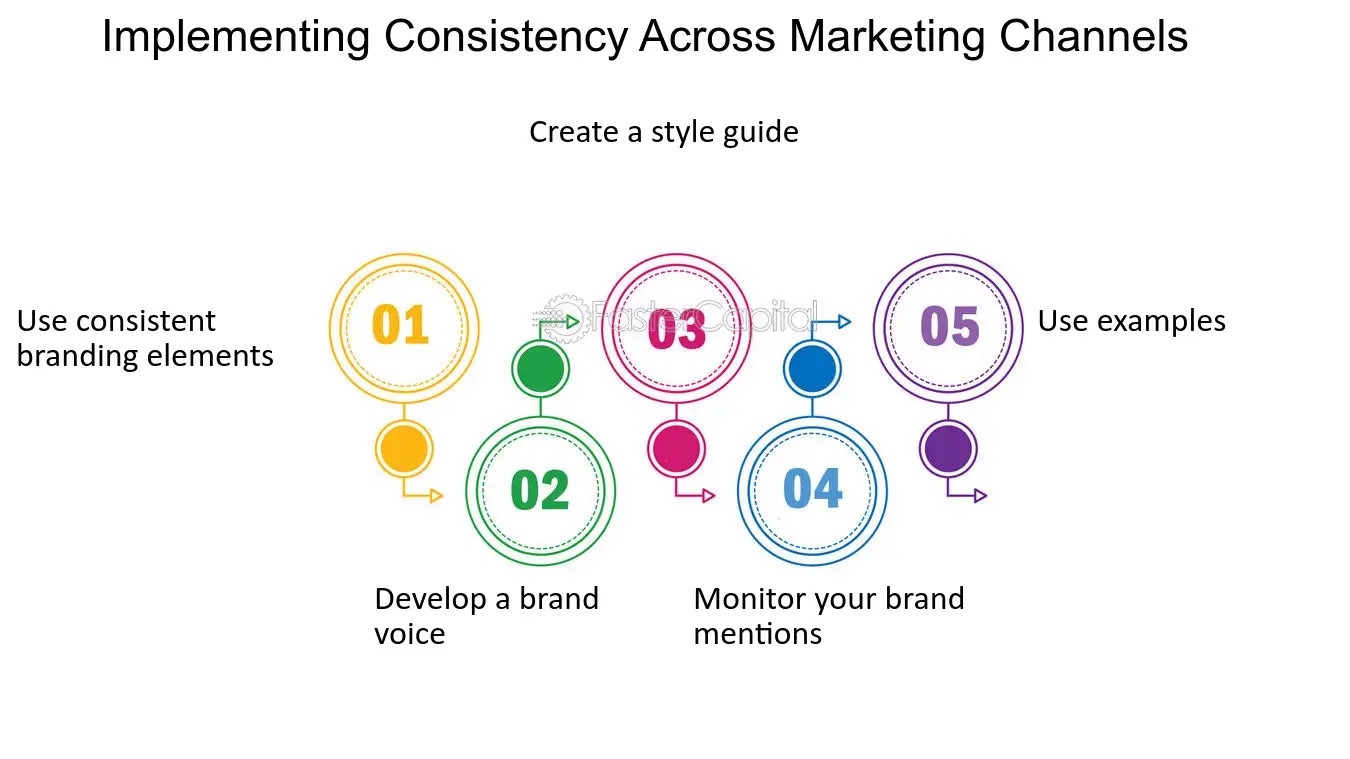 Implementing Consistency Across Marketing Channels
Create a style guide
Use consistent
branding elements
01
02
03
04
05
FasterCapital
Use examples
Develop a brand
voice
Monitor your brand
mentions